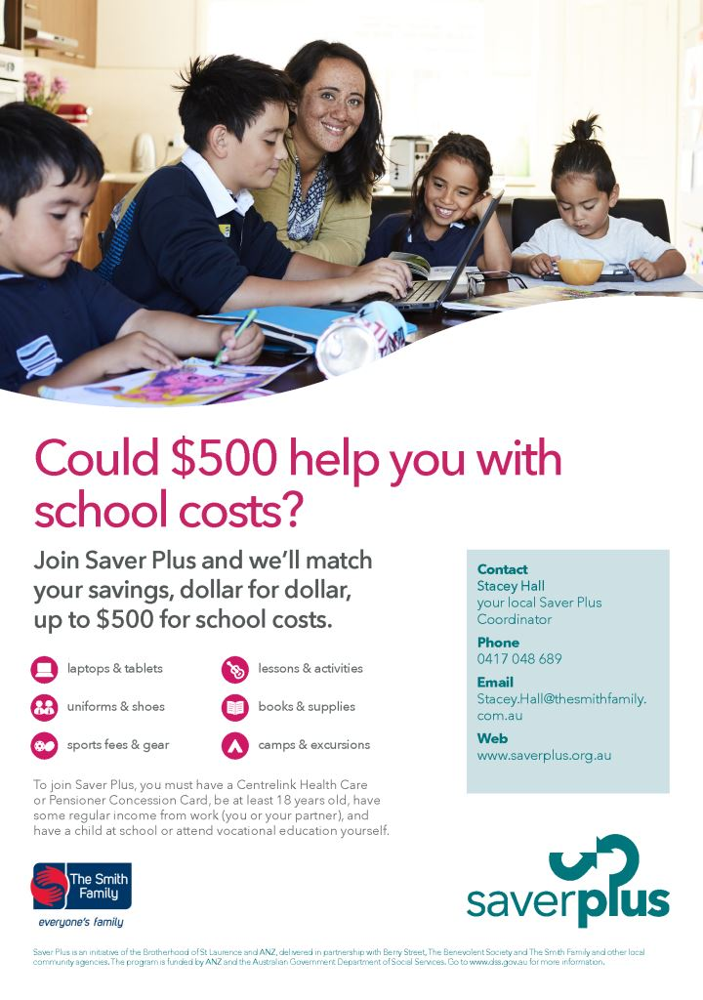 Could $500 help you with
school costs?
Join Saver Plus and we'll match
your savings, dollar for dollar,
up to $500 for school costs.
laptops & tablets
lessons & activities
uniforms & shoes
books & supplies
sports fees & gear
camps & excursions
To join Saver Plus, you must have a Centrelink Health Care
or Pensioner Concession Card, be at least 18 years old, have
some regular income from work (you or your partner), and
have a child at school or attend vocational education yourself.
Contact
Stacey Hall
your local Saver Plus
Coordinator
Phone
0417 048 689
Email
Stacey.Hall@thesmithfamily.
com.au
Web
www.saverplus.org.au
The Smith
Family
everyone's family
saverplus
Saver Plus is an initiative of the Brotherhood of St Laurence and ANZ, delivered in partnership with Berry Street, The Benevolent Society and The Smith Family and other local
community agencies. The program is funded by ANZ and the Australian Government Department of Social Services. Go to www.dss.gov.au for more information.